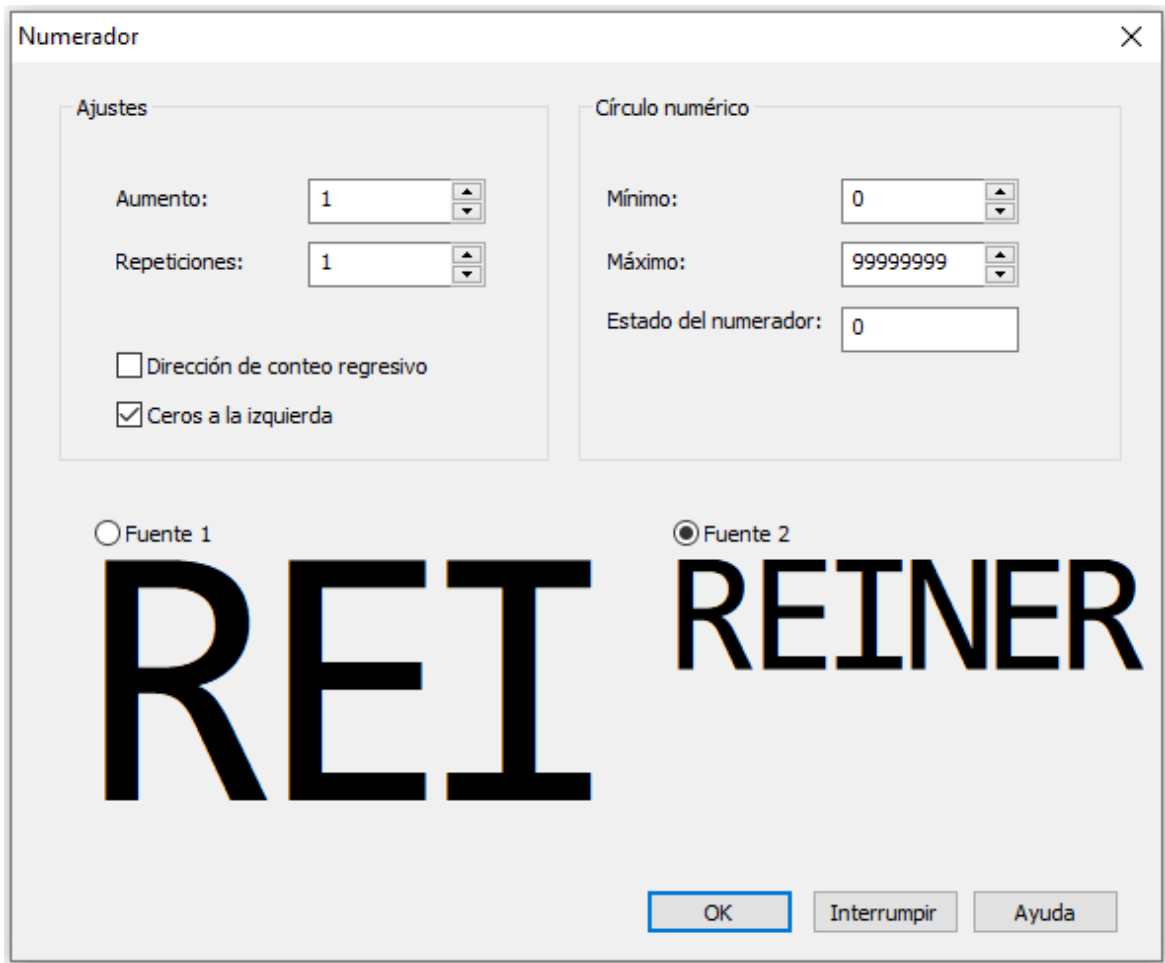 Numerador
Ajustes
Aumento: 1
Repeticiones: 1
Dirección de conteo regresivo
Ceros a la izquierda
Círculo numérico
Mínimo: 0
Máximo: 99999999
Estado del numerador: 0
Fuente 1
REI
Fuente 2
REINER
OK Interrumpir Ayuda